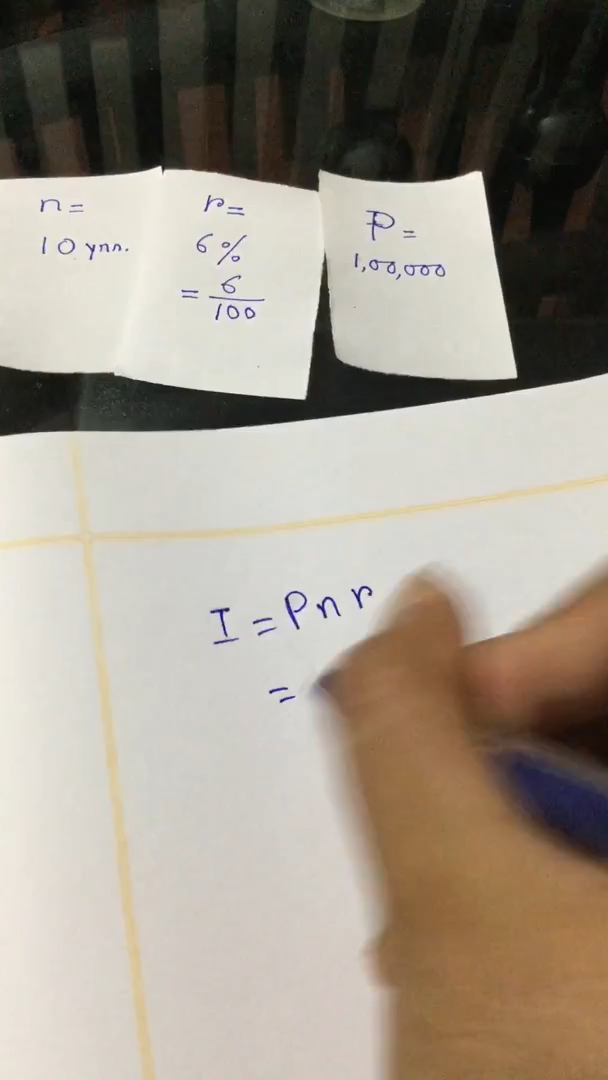 n=
10 yrs.
r=
6%
= 6/100
P=
1,00,000
I = Pnr
=